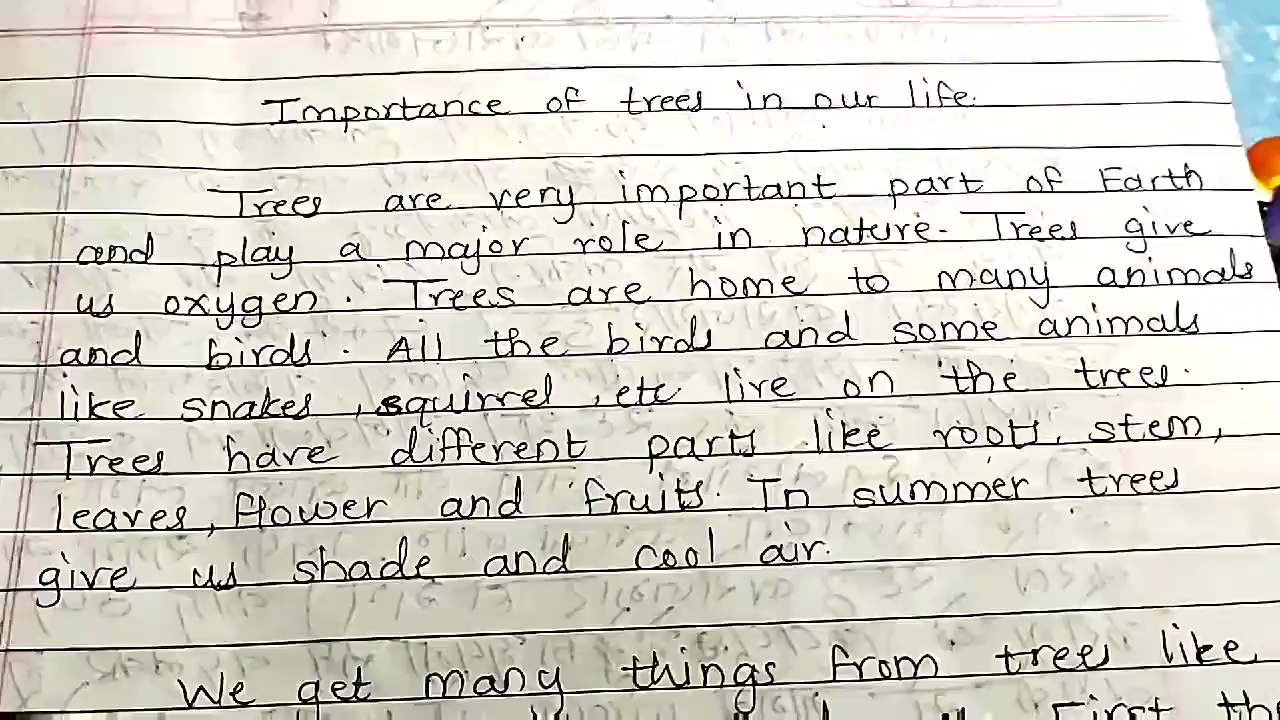 Importance of trees in our life.
Trees are very important part of Earth
and play a major role in nature. Trees give
us oxygen. Trees are home to many animals
and birds. All the birds and some animals
like snakes, squirrel, etc live on the trees.
Trees have different parts like roots, stem,
leaves, flower and fruits. In summer trees
give us shade and cool air.
We get many things from trees like
First